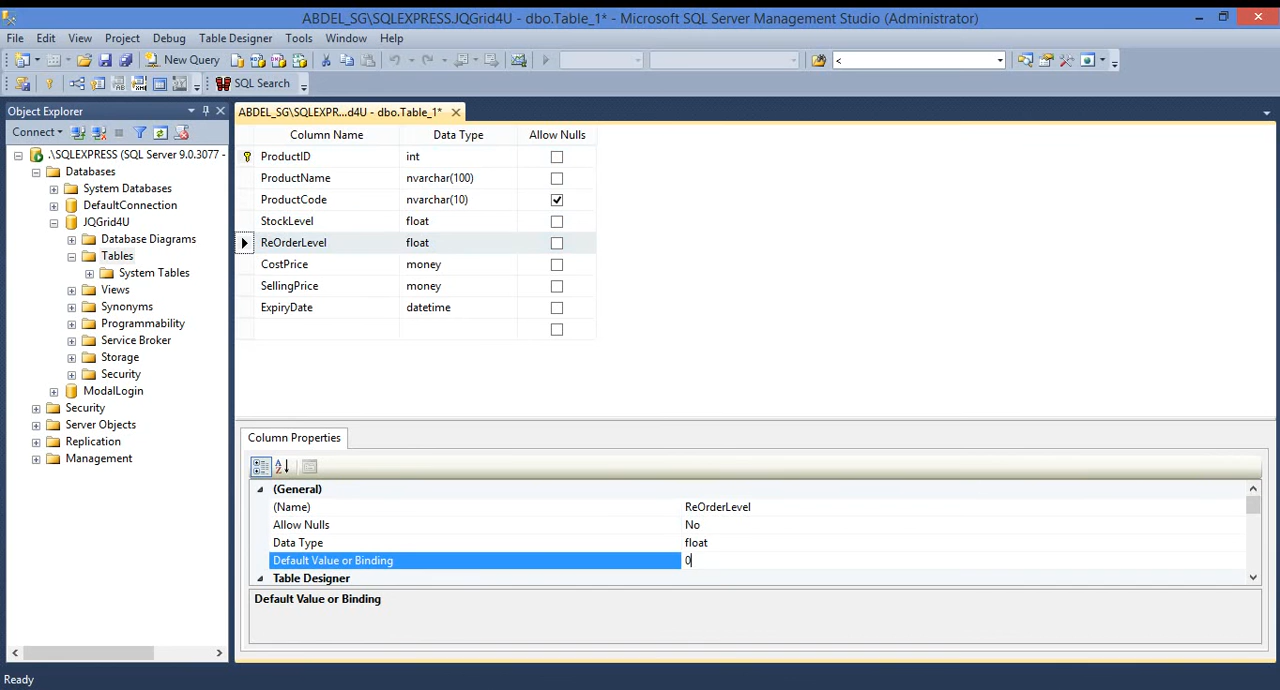 ABDEL_SG\SQLEXPRESS.JQGrid4U - dbo.Table_1* - Microsoft SQL Server Management Studio (Administrator)
File Edit View Project Debug Table Designer Tools Window Help
New Query <
SQL Search
Object Explorer
Connect
.\SQLEXPRESS (SQL Server 9.0.3077 -
Databases
System Databases
DefaultConnection
JQGrid4U
Database Diagrams
Tables
System Tables
Views
Synonyms
Programmability
Service Broker
Storage
Security
ModalLogin
Security
Server Objects
Replication
Management
ABDEL_SG\SQLEXPR...d4U - dbo.Table_1*
Column Name Data Type Allow Nulls
ProductID int
ProductName nvarchar(100)
ProductCode nvarchar(10)
StockLevel float
ReOrderLevel float
CostPrice money
SellingPrice money
ExpiryDate datetime
Column Properties
(General)
(Name) ReOrderLevel
Allow Nulls No
Data Type float
Default Value or Binding 0
Table Designer
Default Value or Binding
Ready